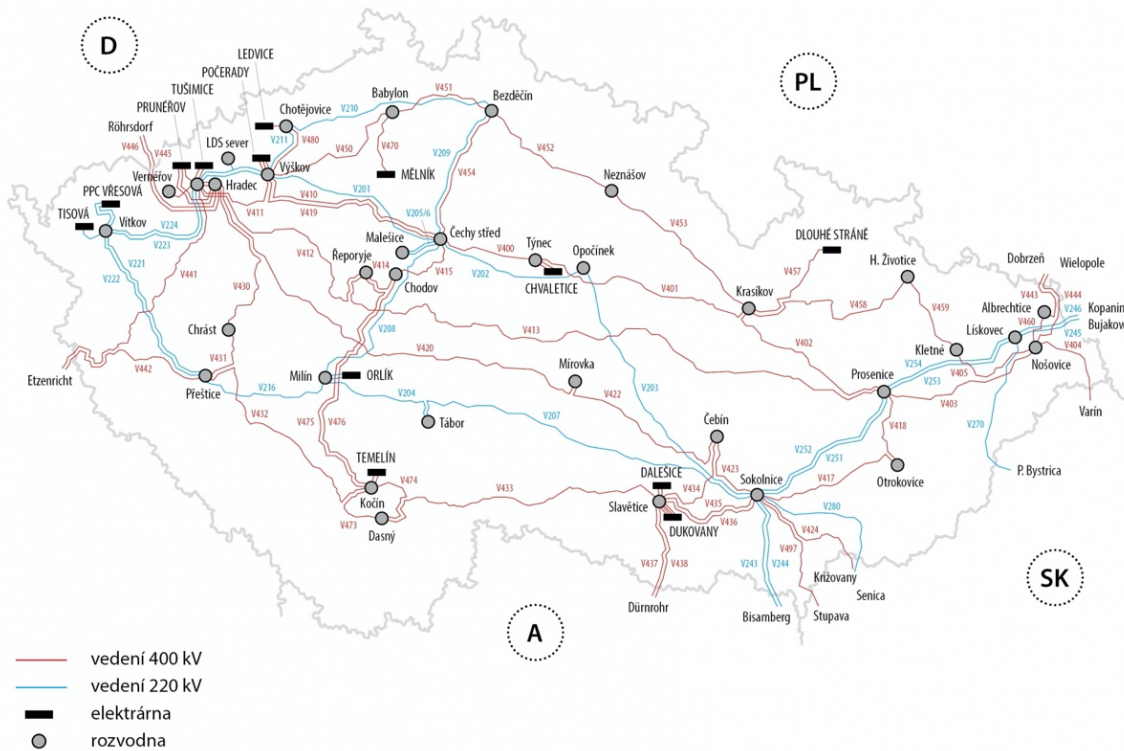 D
PL
LEDVICE
POČERADY
TUŠIMICE
PRUNÉŘOV
Röhrsdorf
V446
V445
LDS sever
Chotějovice
V210
Babylon
V451
Bezděčín
V211
V480
V450
V470
V209
V454
V452
Výškov
MĚLNÍK
Vernéřov
Hradec
PPC VŘESOVÁ
TISOVÁ
Vítkov
V224
V223
V411
V410
V419
V201
V205/6
Neznášov
V453
V221
V222
V441
V430
V412
Malešice
Čechy střed
Řeporyje
V414
V415
Chodov
V400
V202
Týnec
Opočínek
CHVALETICE
DLOUHÉ STRÁNĚ
V457
H. Životice
Dobrzeń
Wielopole
V443
V444
Kopanina
Bujaków
V246
V245
V404
Albrechtice
V460
V401
Krasíkov
V458
V459
Lískovec
Kletné
V405
Nošovice
V208
V413
V402
V254
V253
V403
Varín
Chrást
V431
V442
Etzenricht
Přeštice
V216
Milín
ORLÍK
V420
Mírovka
V422
V203
Prosenice
V270
P. Bystrica
V204
Tábor
V207
Čebín
V418
Otrokovice
V432
V475
V476
V252
V251
V423
V417
TEMELÍN
V474
Kočín
V473
Dasný
V433
DALEŠICE
V434
Slavětice
V435
V436
DUKOVANY
Sokolnice
V280
V424
V497
V437
V438
V243
V244
Křižovany
Senica
Dürnrohr
Bisamberg
Stupava
SK
A
vedení 400 kV
vedení 220 kV
elektrárna
rozvodna